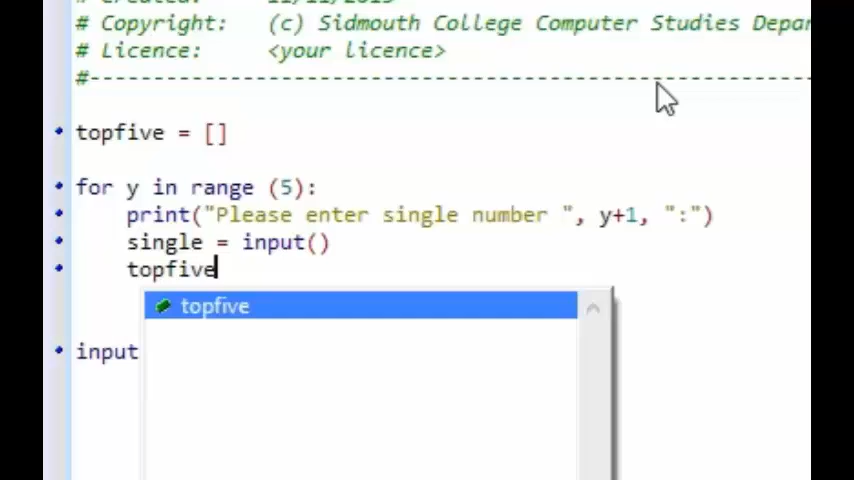 # Copyright: (c) Sidmouth College Computer Studies
# Licence: <your licence>
#------------------------------------------------------------
topfive = []
for y in range (5):
print("Please enter single number ", y+1, ":")
single = input()
topfive
topfive
input